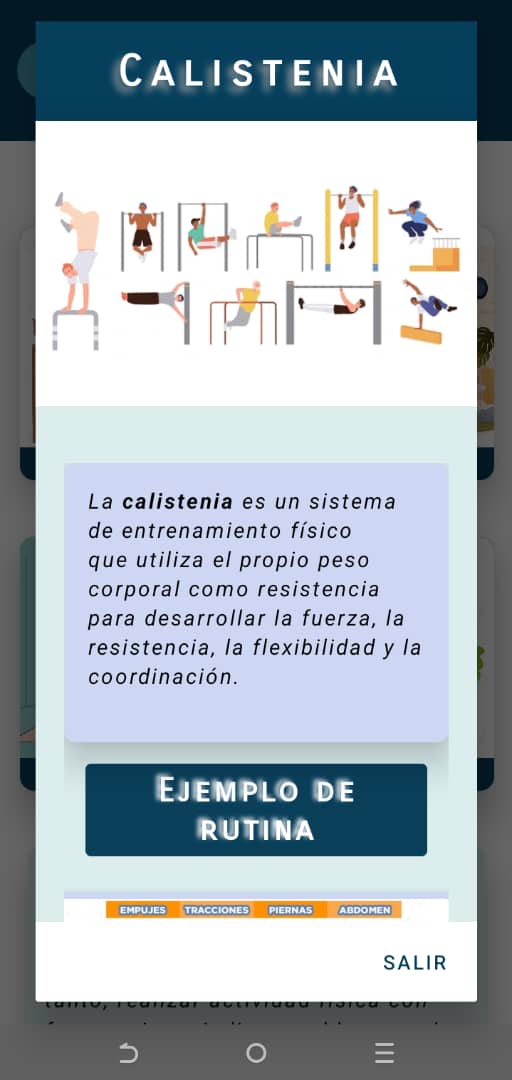 CALISTENIA
La calistenia es un sistema
de entrenamiento físico
que utiliza el propio peso
corporal como resistencia
para desarrollar la fuerza, la
resistencia, la flexibilidad y la
coordinación.
EJEMPLO DE
RUTINA
EMPUJES TRACCIONES PIERNAS ABDOMEN
SALIR
tanto, realizar actividad física con